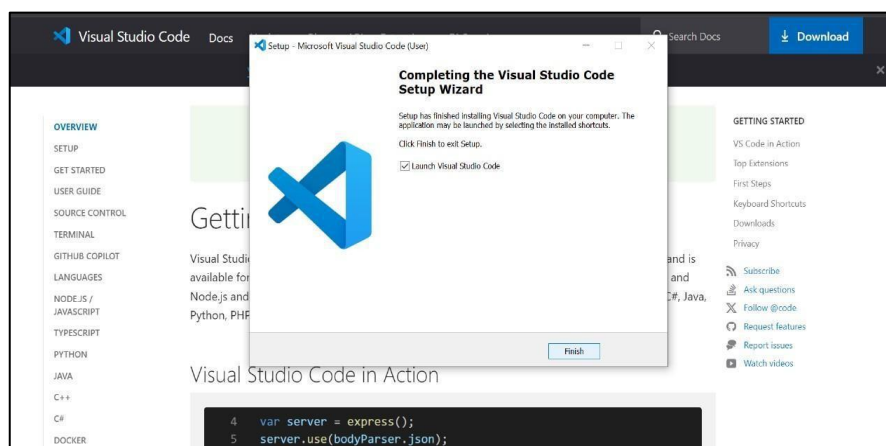 Visual Studio Code
Docs
Search Docs
Download
Setup - Microsoft Visual Studio Code (User)
Completing the Visual Studio Code
Setup Wizard
Setup has finished installing Visual Studio Code on your computer. The
application may be launched by selecting the installed shortcuts.
Click Finish to exit Setup.
Launch Visual Studio Code
Finish
OVERVIEW
SETUP
GET STARTED
USER GUIDE
SOURCE CONTROL
TERMINAL
GITHUB COPILOT
LANGUAGES
NODE.JS /
JAVASCRIPT
TYPESCRIPT
PYTHON
JAVA
C++
C#
DOCKER
Getti
Visual Studi
and is
available for
and
Node.js and
C#, Java,
Python, PHP
Visual Studio Code in Action
4 var server = express();
5 server.use(bodyParser.json);
GETTING STARTED
VS Code in Action
Top Extensions
First Steps
Keyboard Shortcuts
Downloads
Privacy
Subscribe
Ask questions
Follow @code
Request features
Report issues
Watch videos